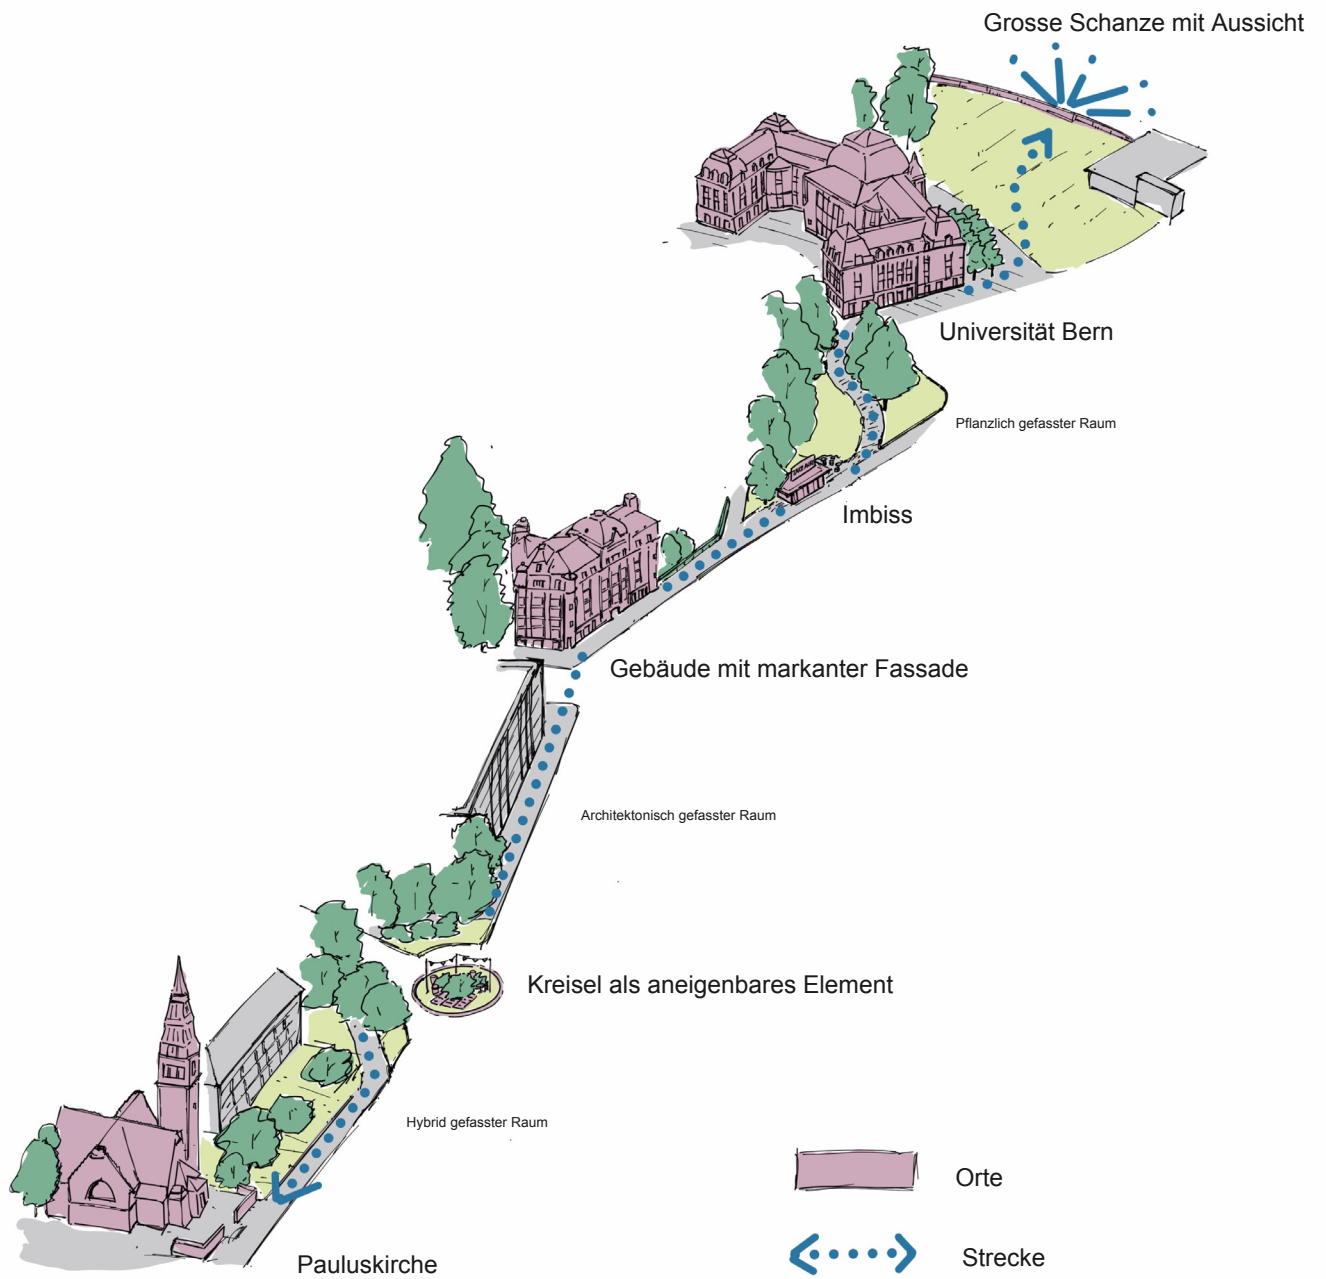 Grosse Schanze mit Aussicht
Universität Bern
Pflanzlich gefasster Raum
Imbiss
Gebäude mit markanter Fassade
Architektonisch gefasster Raum
Kreisel als aneigenbares Element
Hybrid gefasster Raum
Orte
Strecke
Pauluskirche